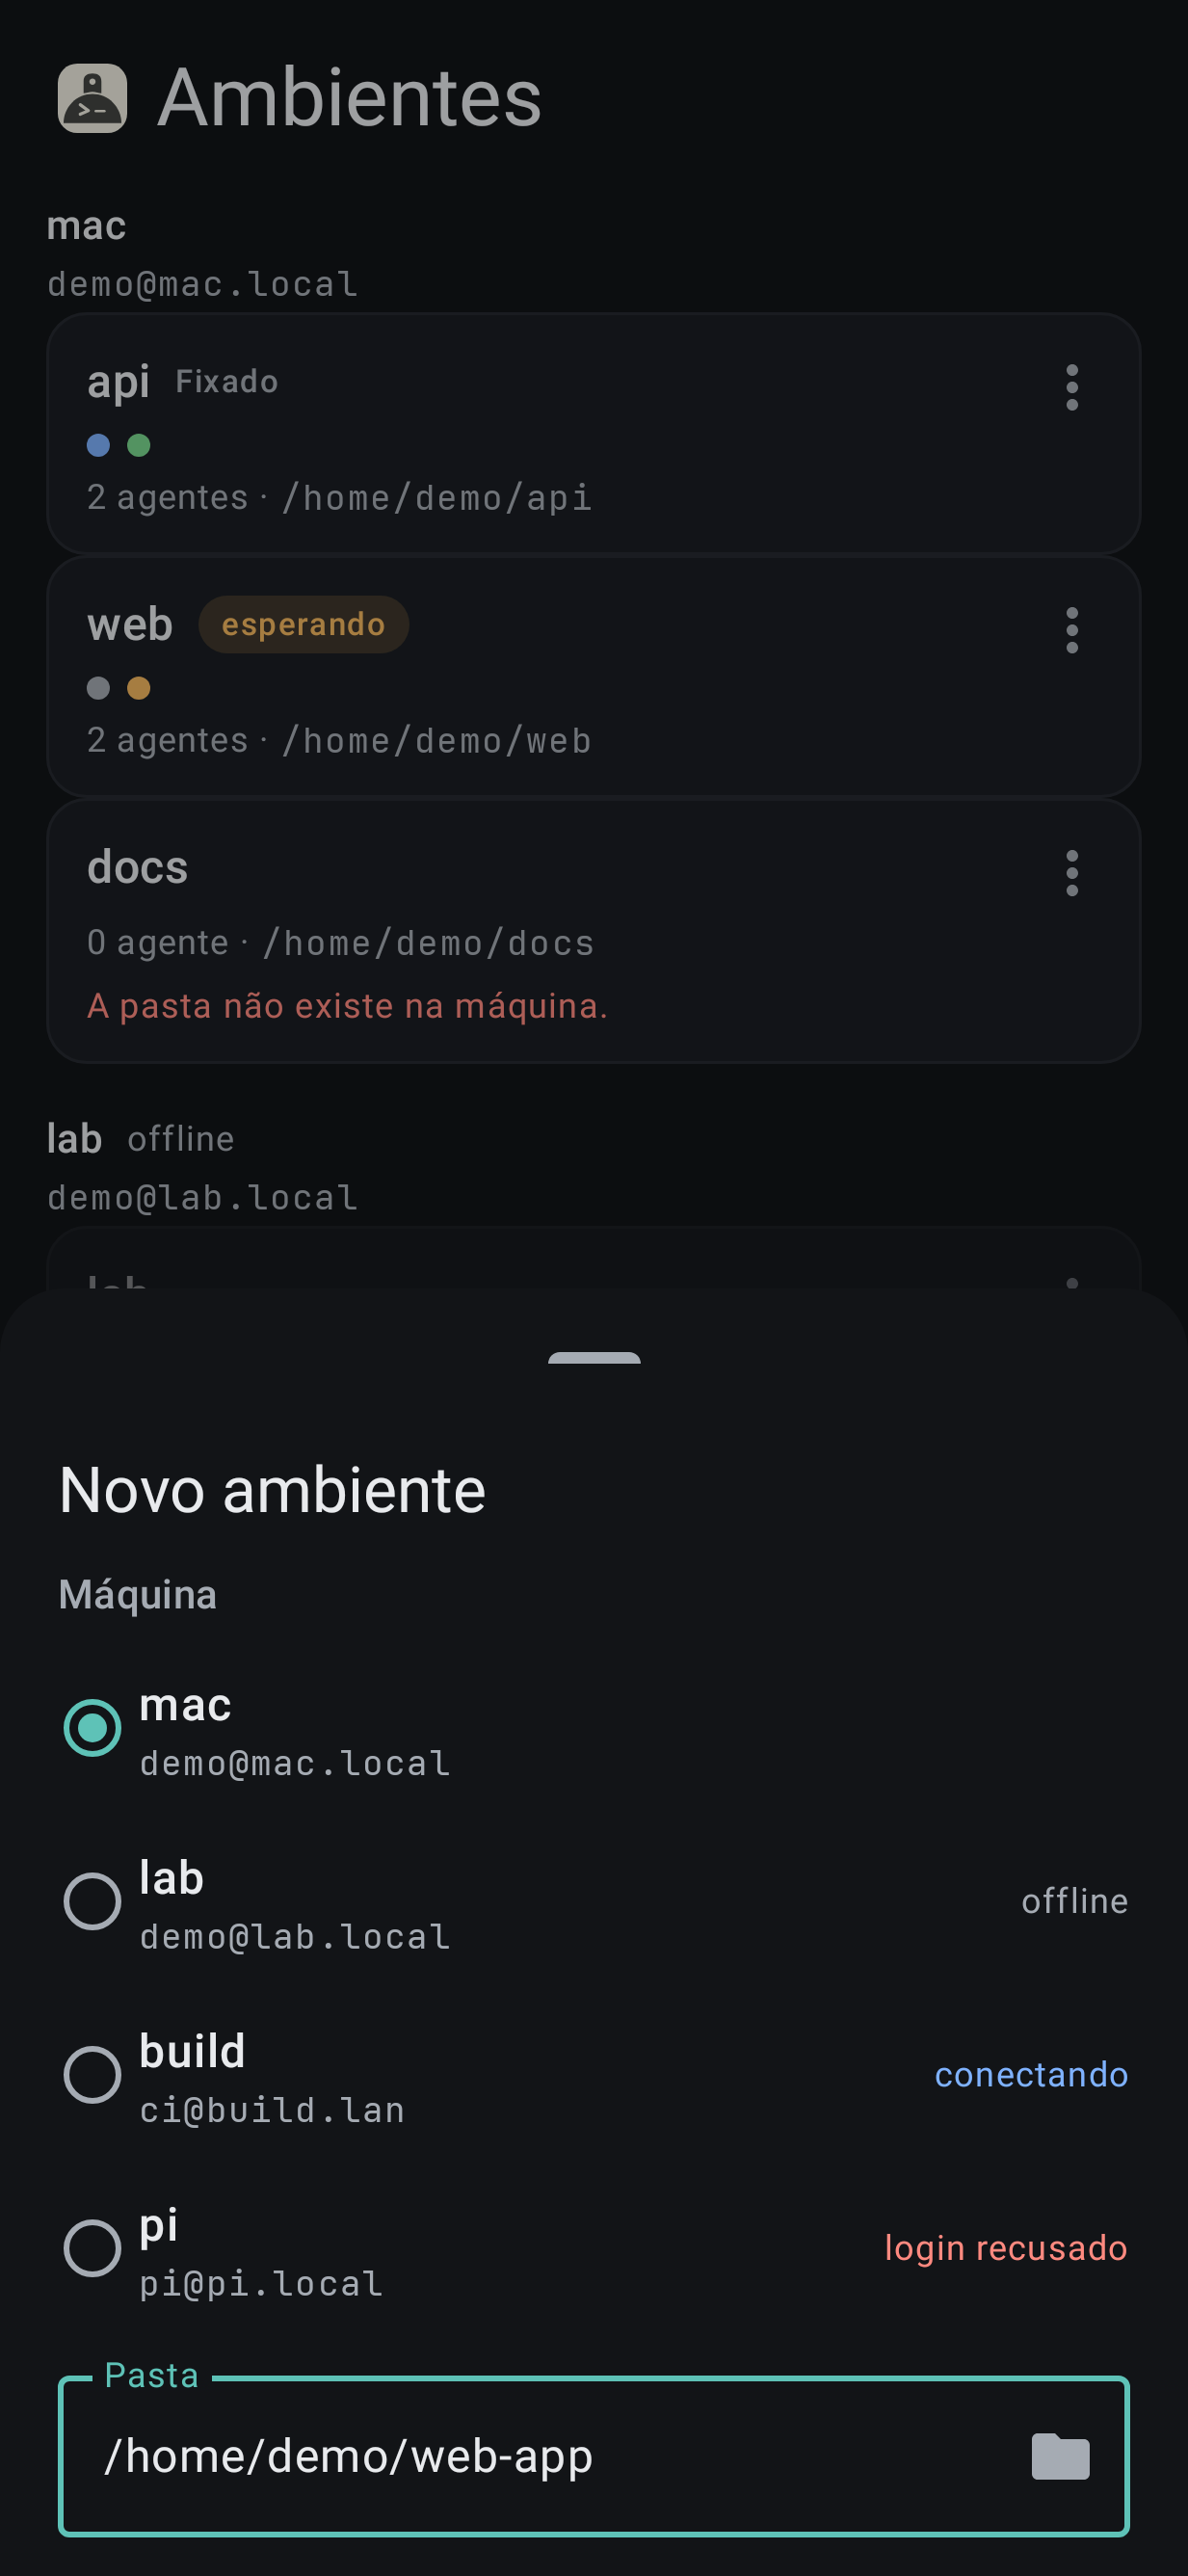 Ambientes
mac
demo@mac.local
api Fixado
2 agentes · /home/demo/api
web esperando
2 agentes · /home/demo/web
docs
0 agente · /home/demo/docs
A pasta não existe na máquina.
lab offline
demo@lab.local
Novo ambiente
Máquina
mac
demo@mac.local
lab
offline
demo@lab.local
build
conectando
ci@build.lan
pi
login recusado
pi@pi.local
Pasta
/home/demo/web-app